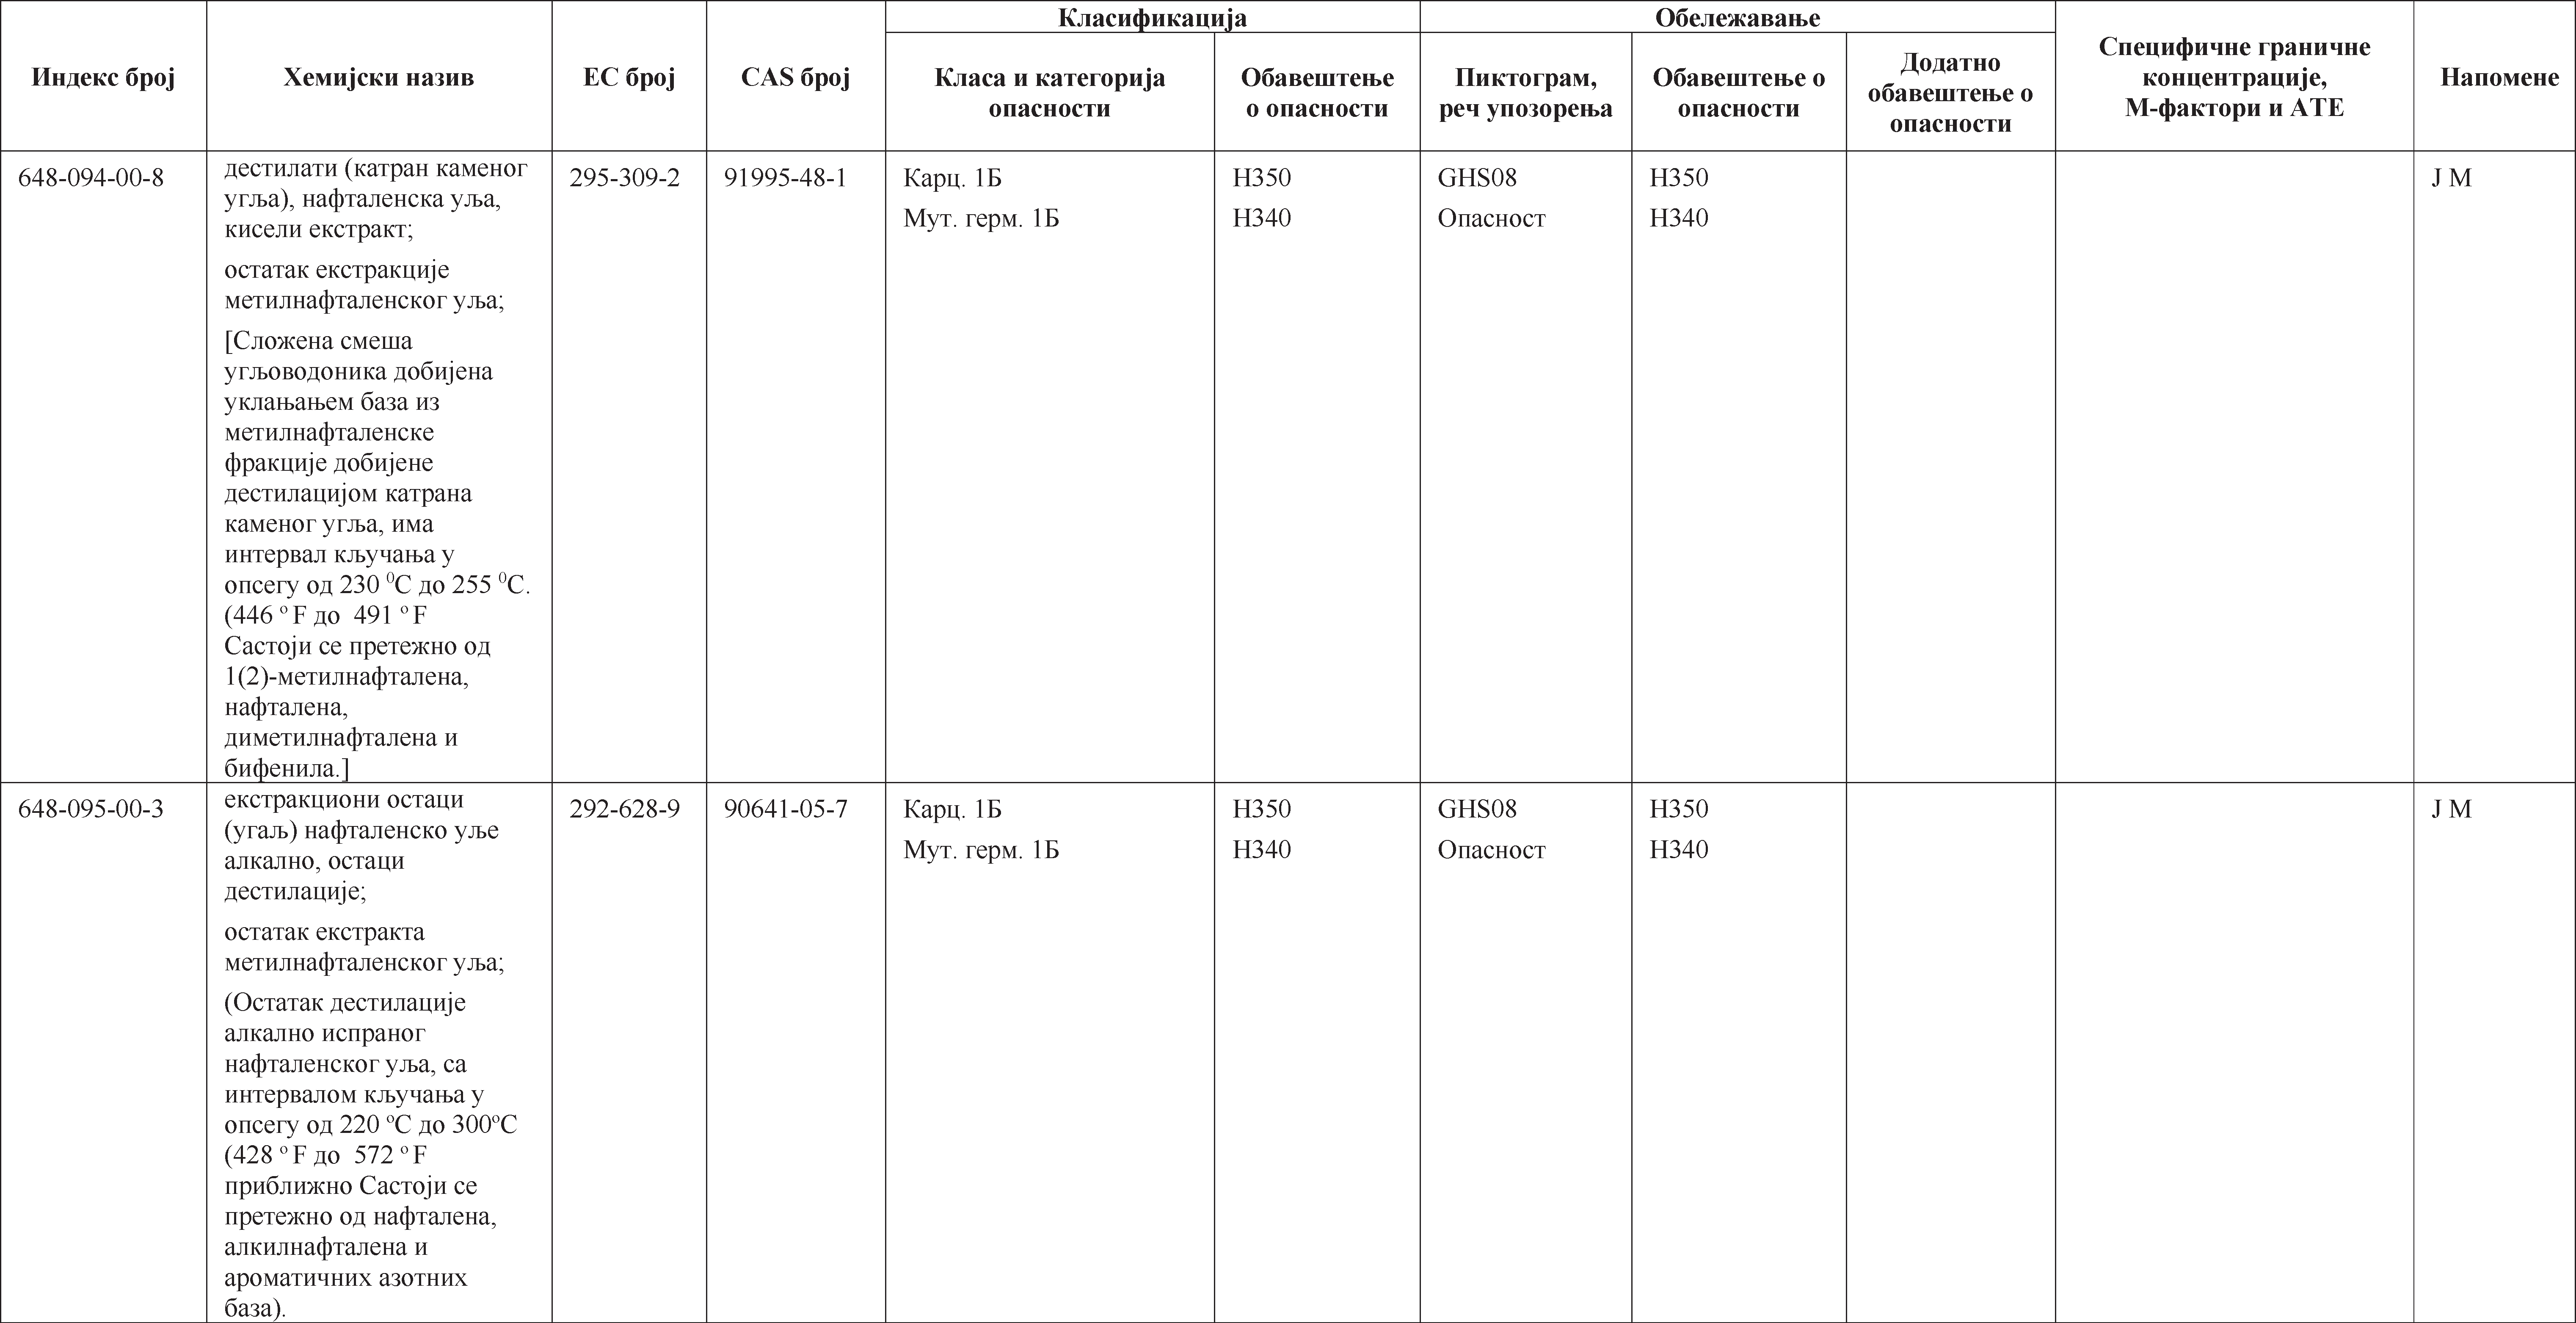 Индекс број
Хемијски назив
ЕС број
CAS број
Класификација
Класа и категорија
опасности
Обавештење
о опасности
Обележавање
Пиктограм,
реч упозорења
Обавештење о
опасности
Додатно
обавештење о
опасности
Специфичне граничне
концентрације,
М-фактори и АТЕ
Напомене
648-094-00-8
дестилати (катран каменог
угља), нафталенска уља,
кисели екстракт;
остатак екстракције
метилнафталенског уља;
[Сложена смеша
угљоводоника добијена
уклањањем база из
метилнафталенске
фракције добијене
дестилацијом катрана
каменог угља, има
интервал кључања у
опсегу од 230 ⁰C до 255 ⁰C.
(446 º F до  491 º F
Састоји се претежно од
1(2)-метилнафталена,
нафталена,
диметилнафталена и
бифенила.]
295-309-2
91995-48-1
Карц. 1Б
Мут. герм. 1Б
H350
H340
GHS08
Опасност
H350
H340
Ј М
648-095-00-3
екстракциони остаци
(угаљ) нафталенско уље
алкално, остаци
дестилације;
остатак екстракта
метилнафталенског уља;
(Остатак дестилације
алкално испраног
нафталенског уља, са
интервалом кључања у
опсегу од 220 ºC до 300ºC
(428 º F до  572 º F
приближно Састоји се
претежно од нафталена,
алкилнафталена и
ароматичних азотних
база).
292-628-9
90641-05-7
Карц. 1Б
Мут. герм. 1Б
H350
H340
GHS08
Опасност
H350
H340
Ј М